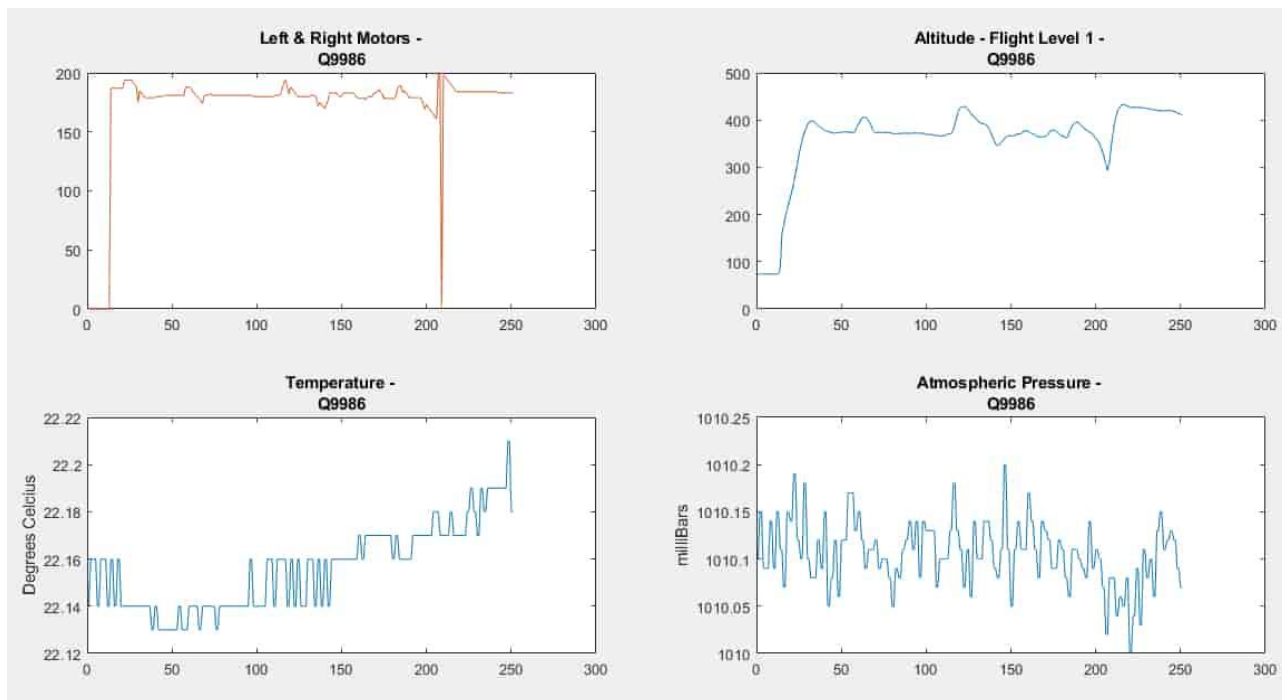 Left & Right Motors -
Q9986
200
150
100
50
0
0 50 100 150 200 250 300
Altitude - Flight Level 1 -
Q9986
500
400
300
200
100
0
0 50 100 150 200 250 300
Temperature -
Q9986
Degrees Celcius
22.22
22.2
22.18
22.16
22.14
22.12
0 50 100 150 200 250 300
Atmospheric Pressure -
Q9986
milliBars
1010.25
1010.2
1010.15
1010.1
1010.05
1010
0 50 100 150 200 250 300